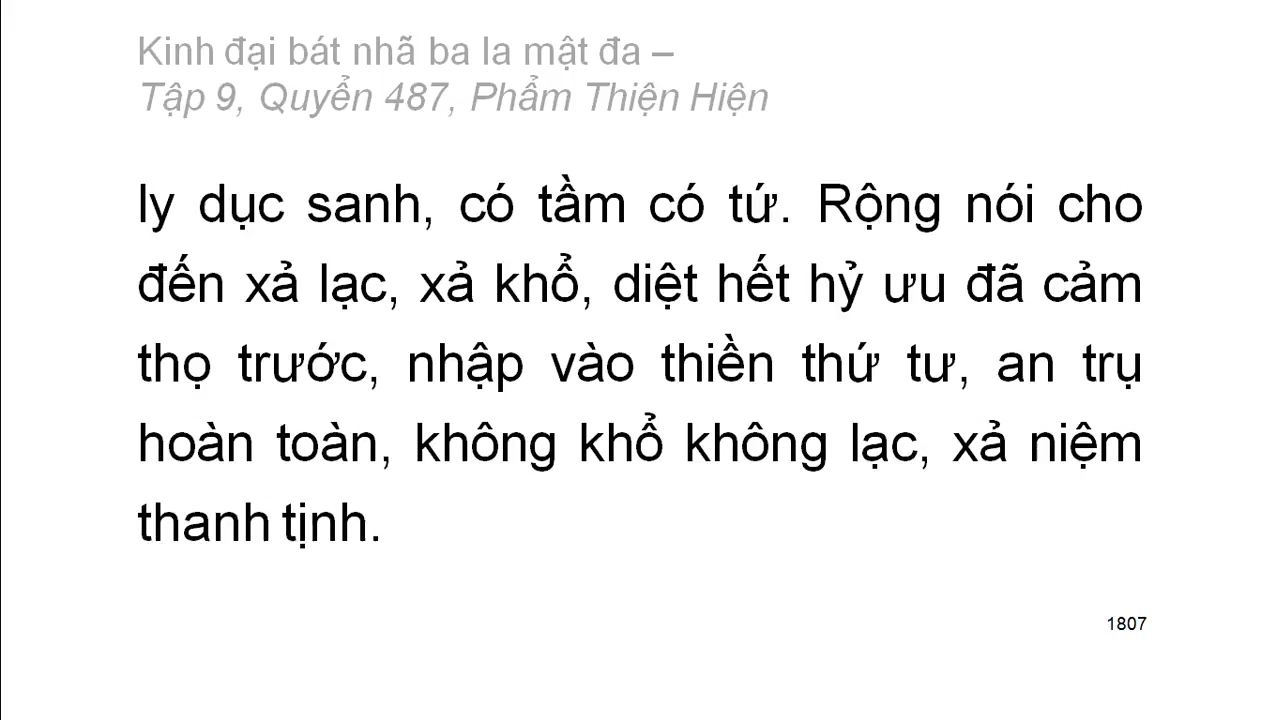 Kinh đại bát nhã ba la mật đa –
Tập 9, Quyển 487, Phẩm Thiện Hiện
ly dục sanh, có tầm có tứ. Rộng nói cho
đến xả lạc, xả khổ, diệt hết hỷ ưu đã cảm
thọ trước, nhập vào thiền thứ tư, an trụ
hoàn toàn, không khổ không lạc, xả niệm
thanh tịnh.
1807